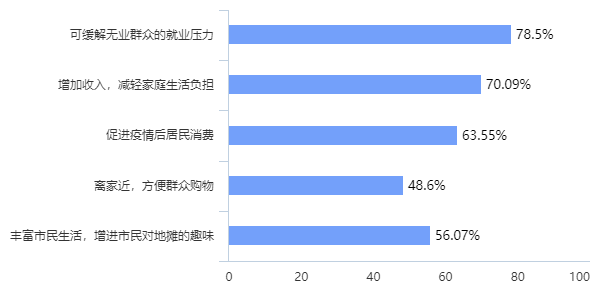 可缓解无业群众的就业压力 78.5%
增加收入，减轻家庭生活负担 70.09%
促进疫情后居民消费 63.55%
离家近，方便群众购物 48.6%
丰富市民生活，增进市民对地摊的趣味 56.07%
0 20 40 60 80 100